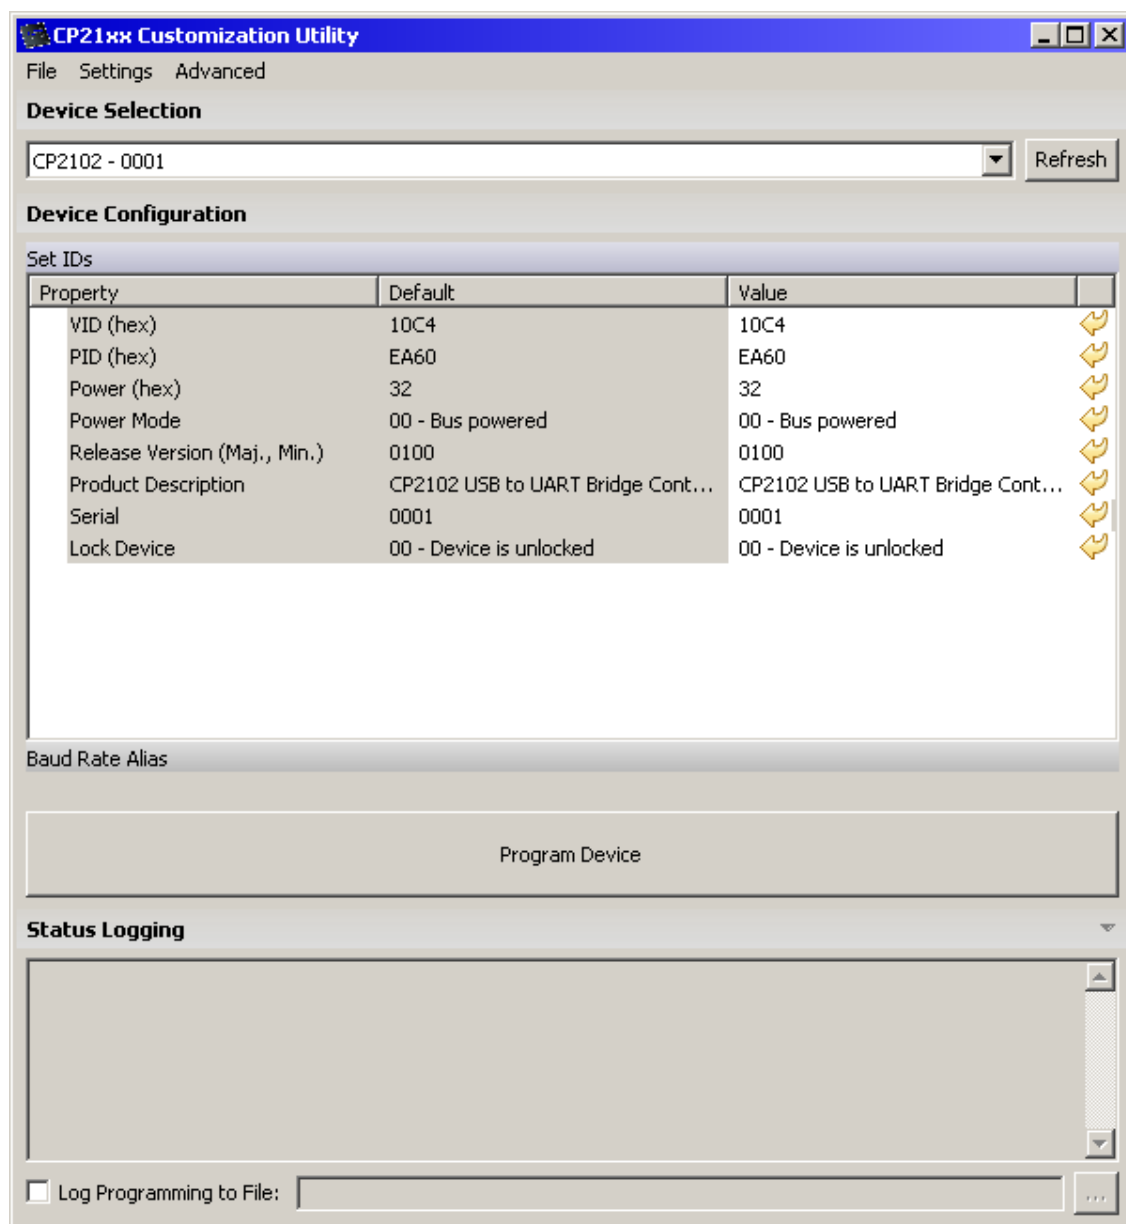 CP21xx Customization Utility
File Settings Advanced
Device Selection
CP2102 - 0001 Refresh
Device Configuration
Set IDs
Property Default Value
VID (hex) 10C4 10C4
PID (hex) EA60 EA60
Power (hex) 32 32
Power Mode 00 - Bus powered 00 - Bus powered
Release Version (Maj., Min.) 0100 0100
Product Description CP2102 USB to UART Bridge Cont... CP2102 USB to UART Bridge Cont...
Serial 0001 0001
Lock Device 00 - Device is unlocked 00 - Device is unlocked
Baud Rate Alias
Program Device
Status Logging
Log Programming to File: ...